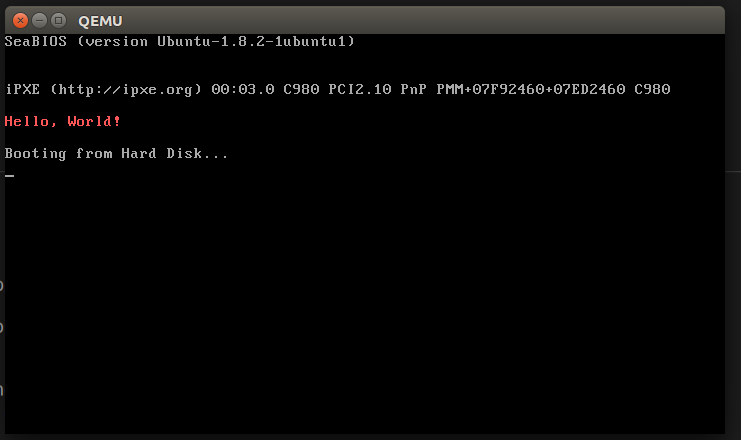 QEMU
SeaBIOS (version Ubuntu-1.8.2-1ubuntu1)
iPXE (http://ipxe.org) 00:03.0 C980 PCI2.10 PnP PMM+07F92460+07ED2460 C980
Hello, World!
Booting from Hard Disk...